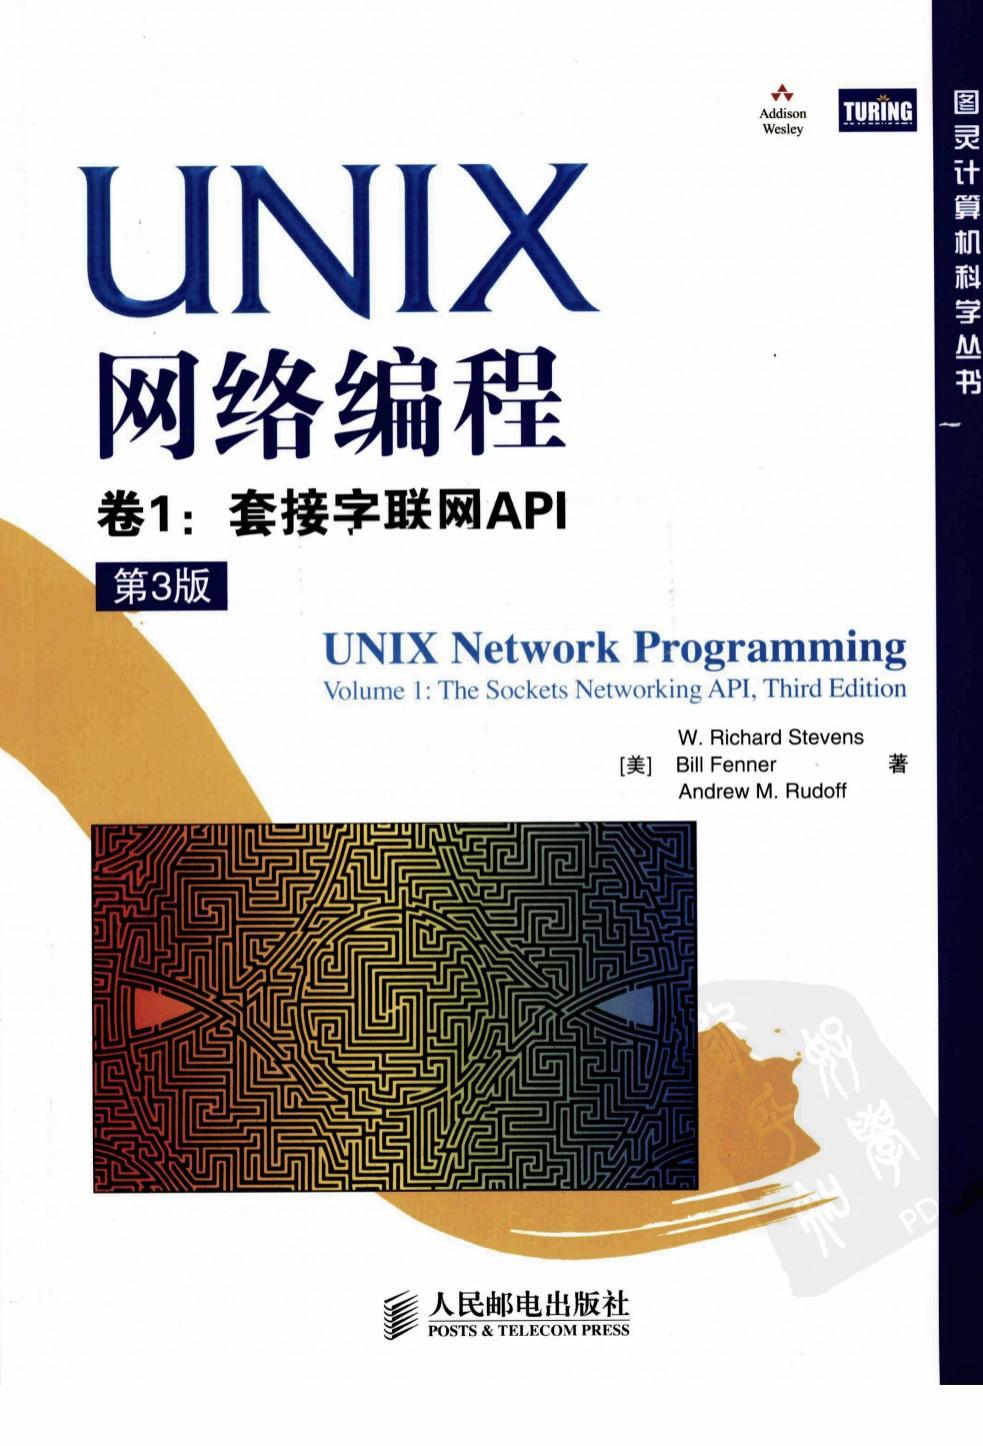 Addison
Wesley
TURING
图灵计算机科学丛书
UNIX
网络编程
卷1：套接字联网API
第3版
UNIX Network Programming
Volume 1: The Sockets Networking API, Third Edition
W. Richard Stevens
[美] Bill Fenner 著
Andrew M. Rudoff
PD
人民邮电出版社
POSTS & TELECOM PRESS